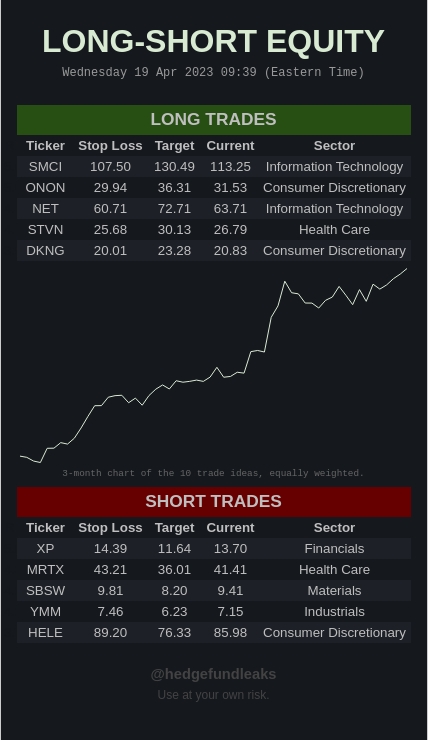 LONG-SHORT EQUITY
Wednesday 19 Apr 2023 09:39 (Eastern Time)
LONG TRADES
Ticker Stop Loss Target Current Sector
SMCI 107.50 130.49 113.25 Information Technology
ONON 29.94 36.31 31.53 Consumer Discretionary
NET 60.71 72.71 63.71 Information Technology
STVN 25.68 30.13 26.79 Health Care
DKNG 20.01 23.28 20.83 Consumer Discretionary
3-month chart of the 10 trade ideas, equally weighted.
SHORT TRADES
Ticker Stop Loss Target Current Sector
XP 14.39 11.64 13.70 Financials
MRTX 43.21 36.01 41.41 Health Care
SBSW 9.81 8.20 9.41 Materials
YMM 7.46 6.23 7.15 Industrials
HELE 89.20 76.33 85.98 Consumer Discretionary
@hedgefundleaks
Use at your own risk.